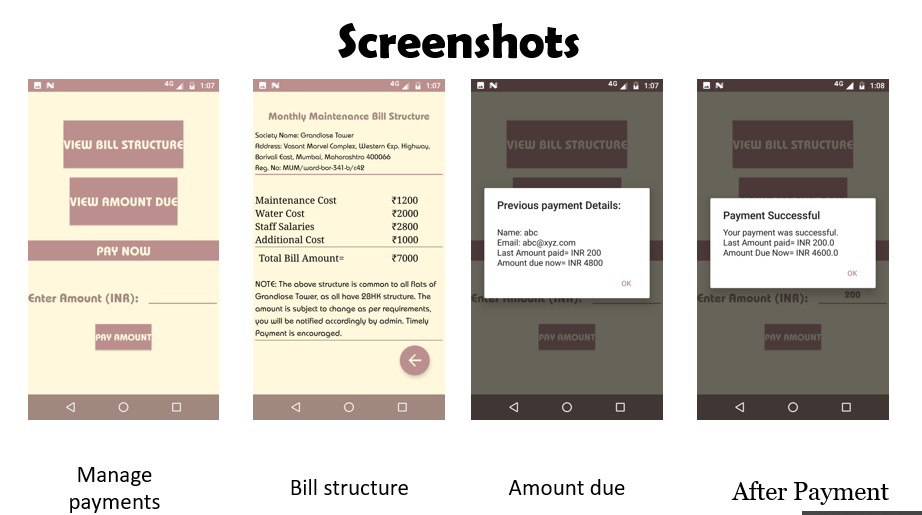 Screenshots
4G 1:07
VIEW BILL STRUCTURE
VIEW AMOUNT DUE
PAY NOW
Enter Amount (INR):
PAY AMOUNT
Manage
payments
4G 1:07
Monthly Maintenance Bill Structure
Society Name: Grandiose Tower
Address: Vasant Marvel Complex, Western Exp. Highway,
Borivali East, Mumbai, Maharashtra 400066
Reg. No: MUM/ward-bor-341-b/c42
Maintenance Cost ₹1200
Water Cost ₹2000
Staff Salaries ₹2800
Additional Cost ₹1000
Total Bill Amount= ₹7000
NOTE: The above structure is common to all flats of
Grandiose Tower, as all have 2BHK structure. The
amount is subject to change as per requirements,
you will be notified accordingly by admin. Timely
Payment is encouraged.
Bill structure
4G 1:07
VIEW BILL STRUCTURE
Previous payment Details:
Name: abc
Email: abc@xyz.com
Last Amount paid= INR 200
Amount due now= INR 4800
OK
Enter Amount (INR):
PAY AMOUNT
Amount due
4G 1:08
VIEW BILL STRUCTURE
Payment Successful
Your payment was successful.
Last Amount paid= INR 200.0
Amount Due Now= INR 4600.0
OK
Enter Amount (INR): 200
PAY AMOUNT
After Payment